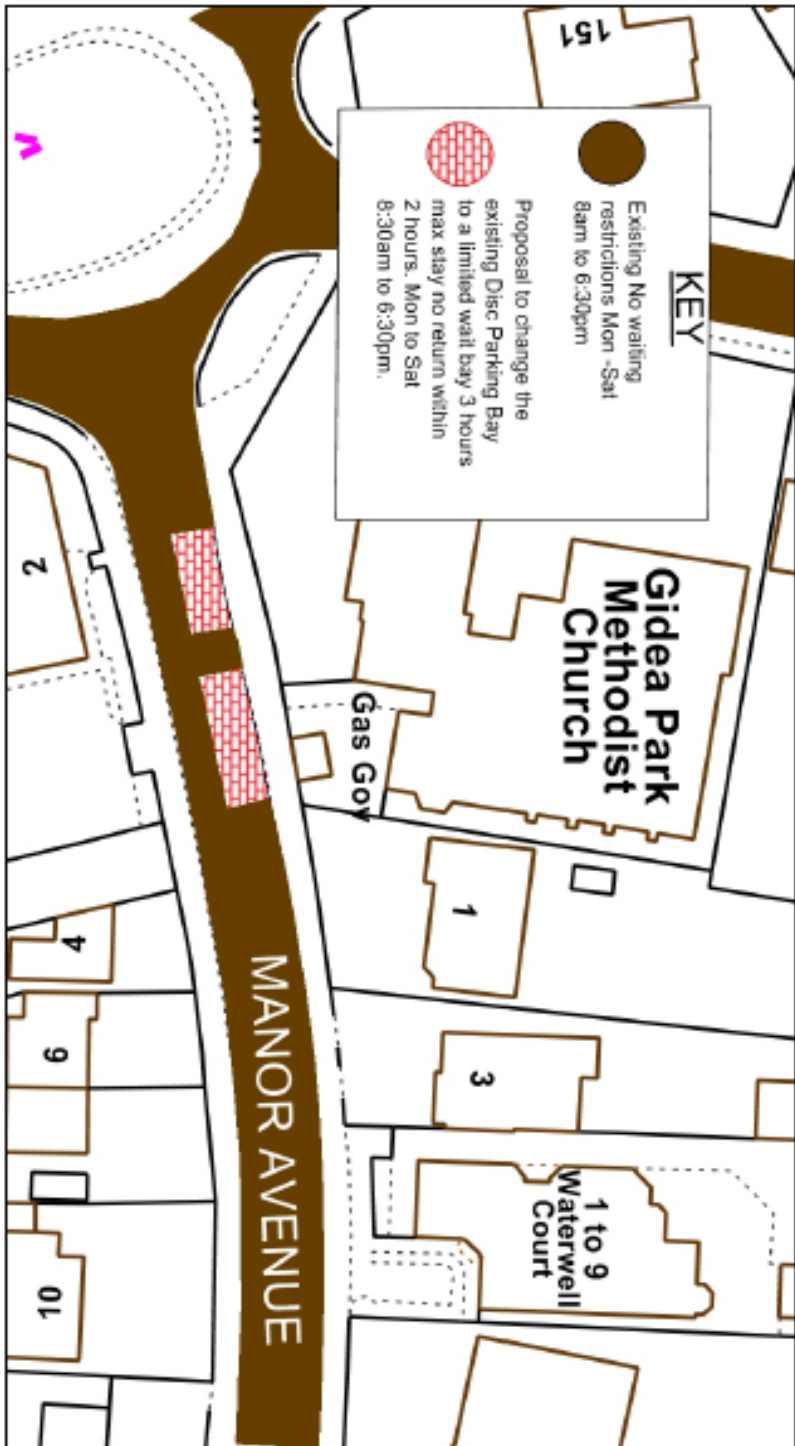 151
KEY
Existing No waiting
restrictions Mon -Sat
8am to 6:30pm
Proposal to change the
existing Disc Parking Bay
to a limited wait bay 3 hours
max stay no return within
2 hours. Mon to Sat
8:30am to 6:30pm.
Gidea Park
Methodist
Church
Gas Gov
2
1
4
MANOR AVENUE
6
3
1 to 9
Waterwell
Court
10